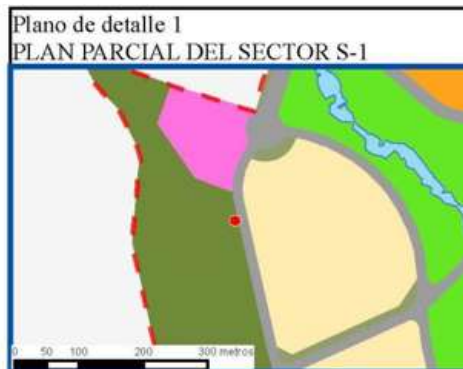 Plano de detalle 1
PLAN PARCIAL DEL SECTOR S-1
0 50 100 200 300 metros